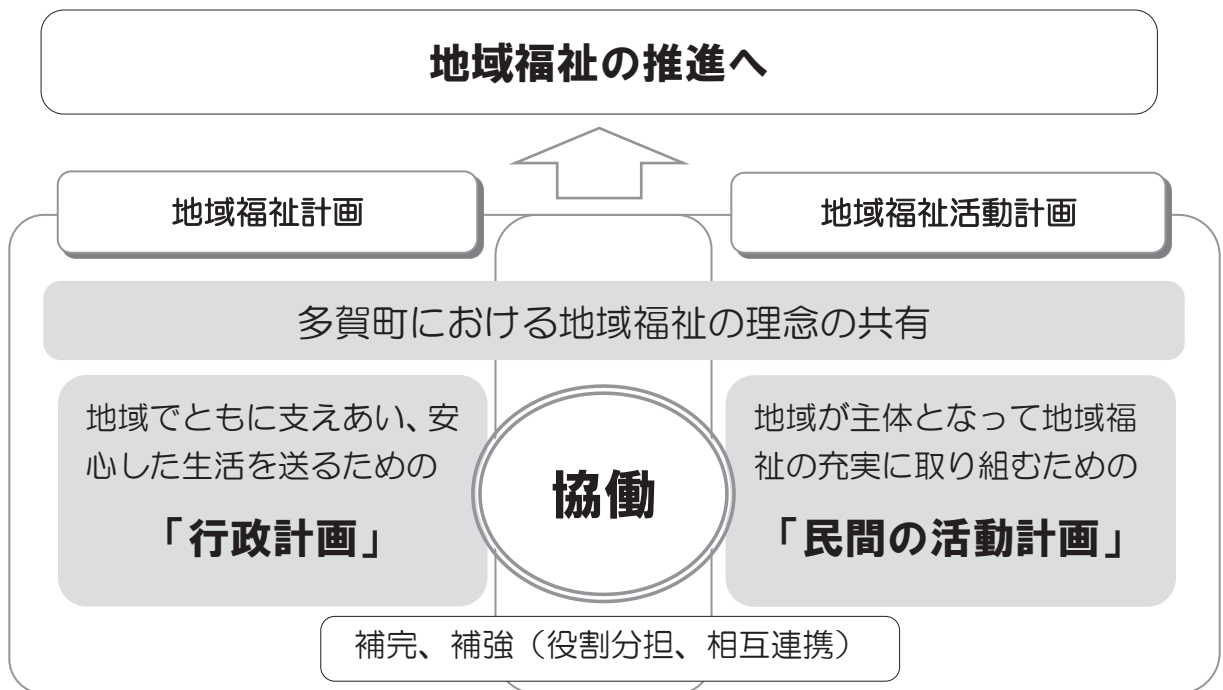 地域福祉の推進へ
地域福祉計画
地域福祉活動計画
多賀町における地域福祉の理念の共有
地域でともに支えあい、安
心した生活を送るための
「行政計画」
協働
地域が主体となって地域福
祉の充実に取り組むための
「民間の活動計画」
補完、補強（役割分担、相互連携）